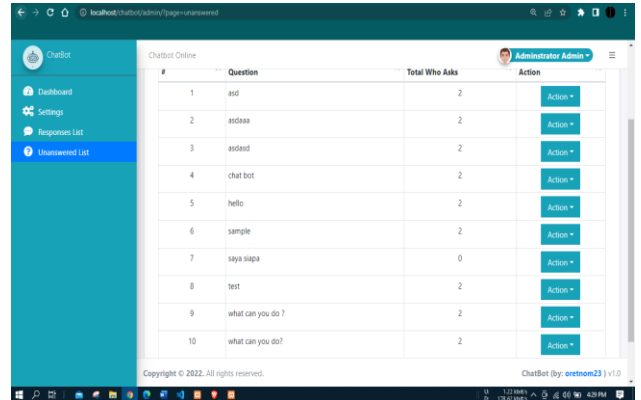 localhost/chatbot/admin/?page=unanswered
ChatBot
Chatbot Online
Adminstrator Admin
# Question Total Who Asks Action
Dashboard
Settings
Responses List
Unanswered List
1 asd 2 Action
2 asdaaa 2 Action
3 asdasd 2 Action
4 chat bot 2 Action
5 hello 2 Action
6 sample 2 Action
7 saya siapa 0 Action
8 test 2 Action
9 what can you do ? 2 Action
10 what can you do? 2 Action
Copyright © 2022. All rights reserved. ChatBot (by: oretnom23 ) v1.0
4:29 PM